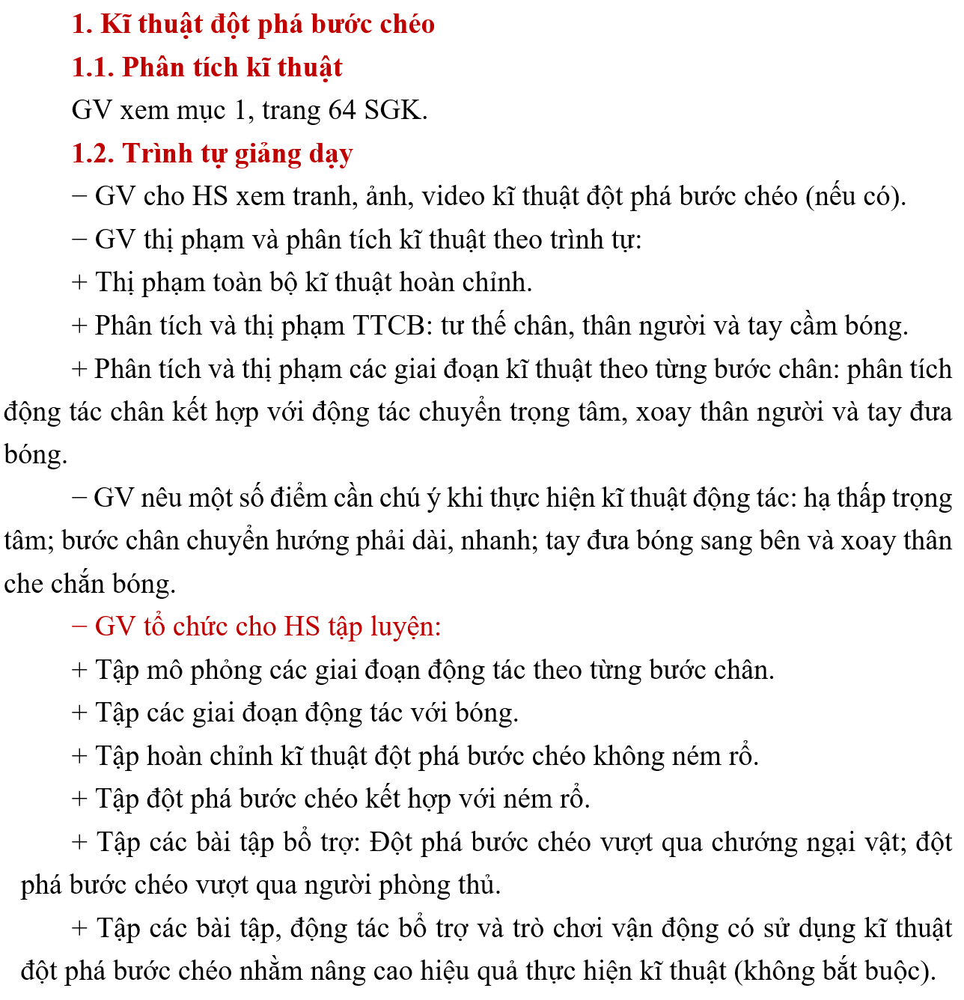 1. Kĩ thuật đột phá bước chéo
1.1. Phân tích kĩ thuật
GV xem mục 1, trang 64 SGK.
1.2. Trình tự giảng dạy
– GV cho HS xem tranh, ảnh, video kĩ thuật đột phá bước chéo (nếu có).
– GV thị phạm và phân tích kĩ thuật theo trình tự:
+ Thị phạm toàn bộ kĩ thuật hoàn chỉnh.
+ Phân tích và thị phạm TTCB: tư thế chân, thân người và tay cầm bóng.
+ Phân tích và thị phạm các giai đoạn kĩ thuật theo từng bước chân: phân tích
động tác chân kết hợp với động tác chuyển trọng tâm, xoay thân người và tay đưa
bóng.
– GV nêu một số điểm cần chú ý khi thực hiện kĩ thuật động tác: hạ thấp trọng
tâm; bước chân chuyển hướng phải dài, nhanh; tay đưa bóng sang bên và xoay thân
che chắn bóng.
– GV tổ chức cho HS tập luyện:
+ Tập mô phỏng các giai đoạn động tác theo từng bước chân.
+ Tập các giai đoạn động tác với bóng.
+ Tập hoàn chỉnh kĩ thuật đột phá bước chéo không ném rổ.
+ Tập đột phá bước chéo kết hợp với ném rổ.
+ Tập các bài tập bổ trợ: Đột phá bước chéo vượt qua chướng ngại vật; đột
phá bước chéo vượt qua người phòng thủ.
+ Tập các bài tập, động tác bổ trợ và trò chơi vận động có sử dụng kĩ thuật
đột phá bước chéo nhằm nâng cao hiệu quả thực hiện kĩ thuật (không bắt buộc).